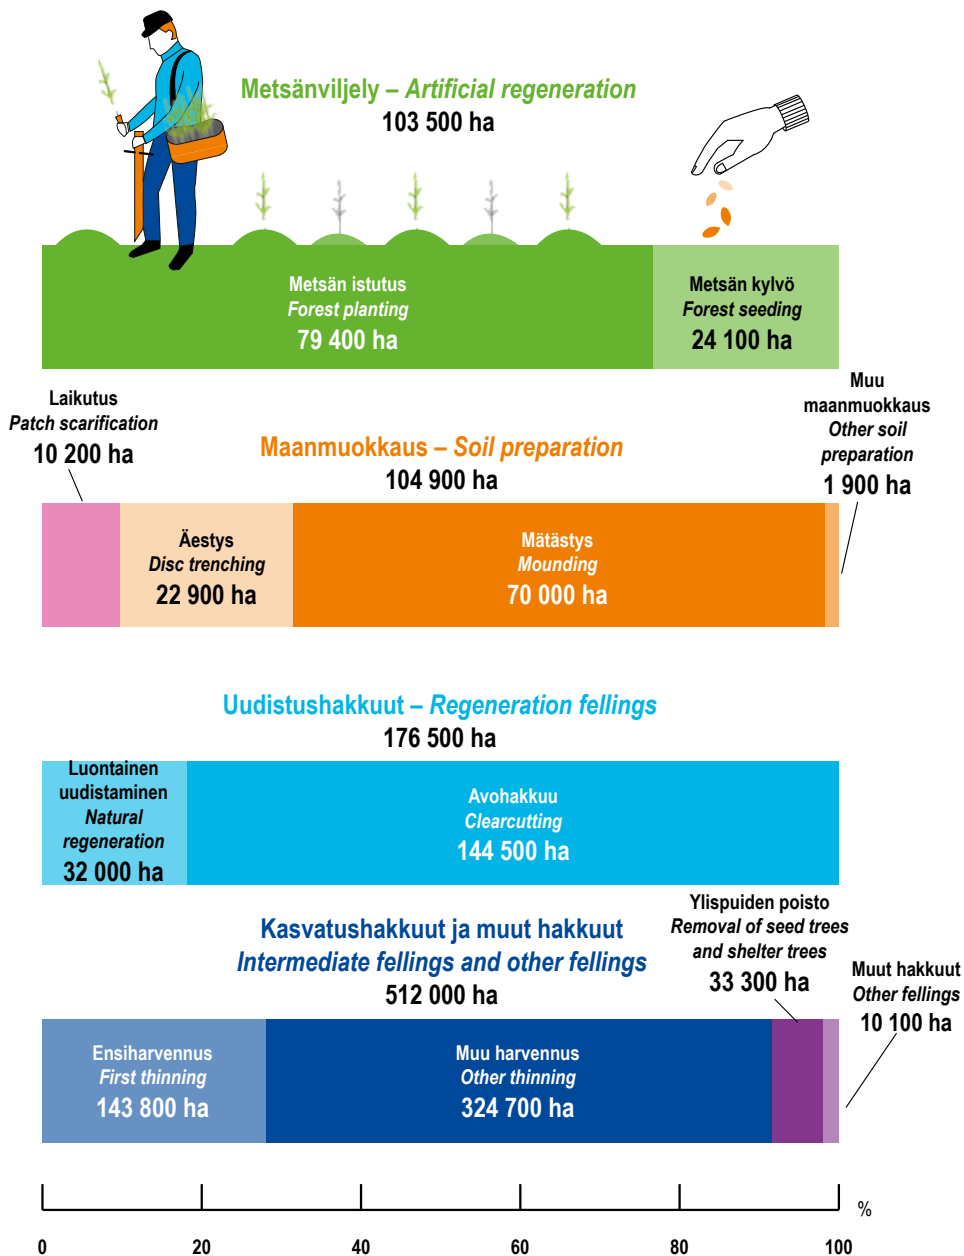 Metsänviljely – Artificial regeneration
103 500 ha
Metsän istutus
Forest planting
79 400 ha
Metsän kylvö
Forest seeding
24 100 ha
Laikutus
Patch scarification
10 200 ha
Maanmuokkaus – Soil preparation
104 900 ha
Muu
maanmuokkaus
Other soil
preparation
1 900 ha
Äestys
Disc trenching
22 900 ha
Mätästys
Mounding
70 000 ha
Uudistushakkuut – Regeneration fellings
176 500 ha
Luontainen
uudistaminen
Natural
regeneration
32 000 ha
Avohakkuu
Clearcutting
144 500 ha
Kasvatushakkuut ja muut hakkuut
Intermediate fellings and other fellings
512 000 ha
Ylispuiden poisto
Removal of seed trees
and shelter trees
33 300 ha
Muut hakkuut
Other fellings
10 100 ha
Ensiharvennus
First thinning
143 800 ha
Muu harvennus
Other thinning
324 700 ha
%
0 20 40 60 80 100